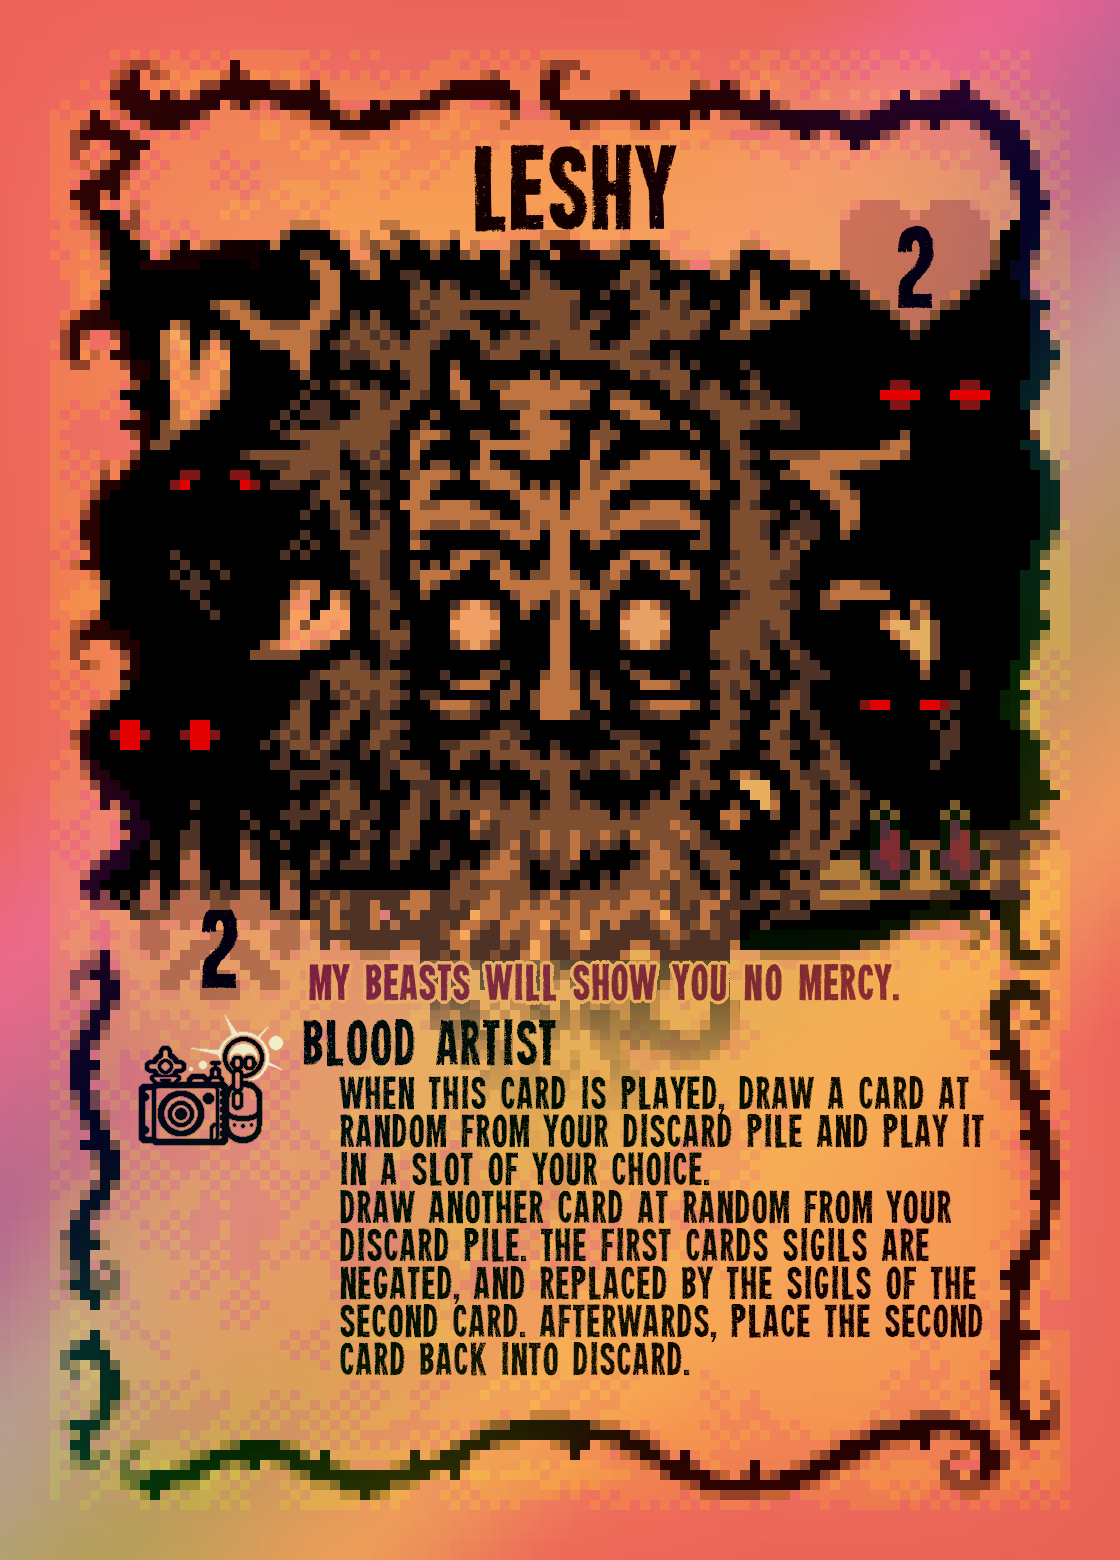 LESHY
2
2
MY BEASTS WILL SHOW YOU NO MERCY.
BLOOD ARTIST
WHEN THIS CARD IS PLAYED, DRAW A CARD AT
RANDOM FROM YOUR DISCARD PILE AND PLAY IT
IN A SLOT OF YOUR CHOICE.
DRAW ANOTHER CARD AT RANDOM FROM YOUR
DISCARD PILE. THE FIRST CARDS SIGILS ARE
NEGATED, AND REPLACED BY THE SIGILS OF THE
SECOND CARD. AFTERWARDS, PLACE THE SECOND
CARD BACK INTO DISCARD.